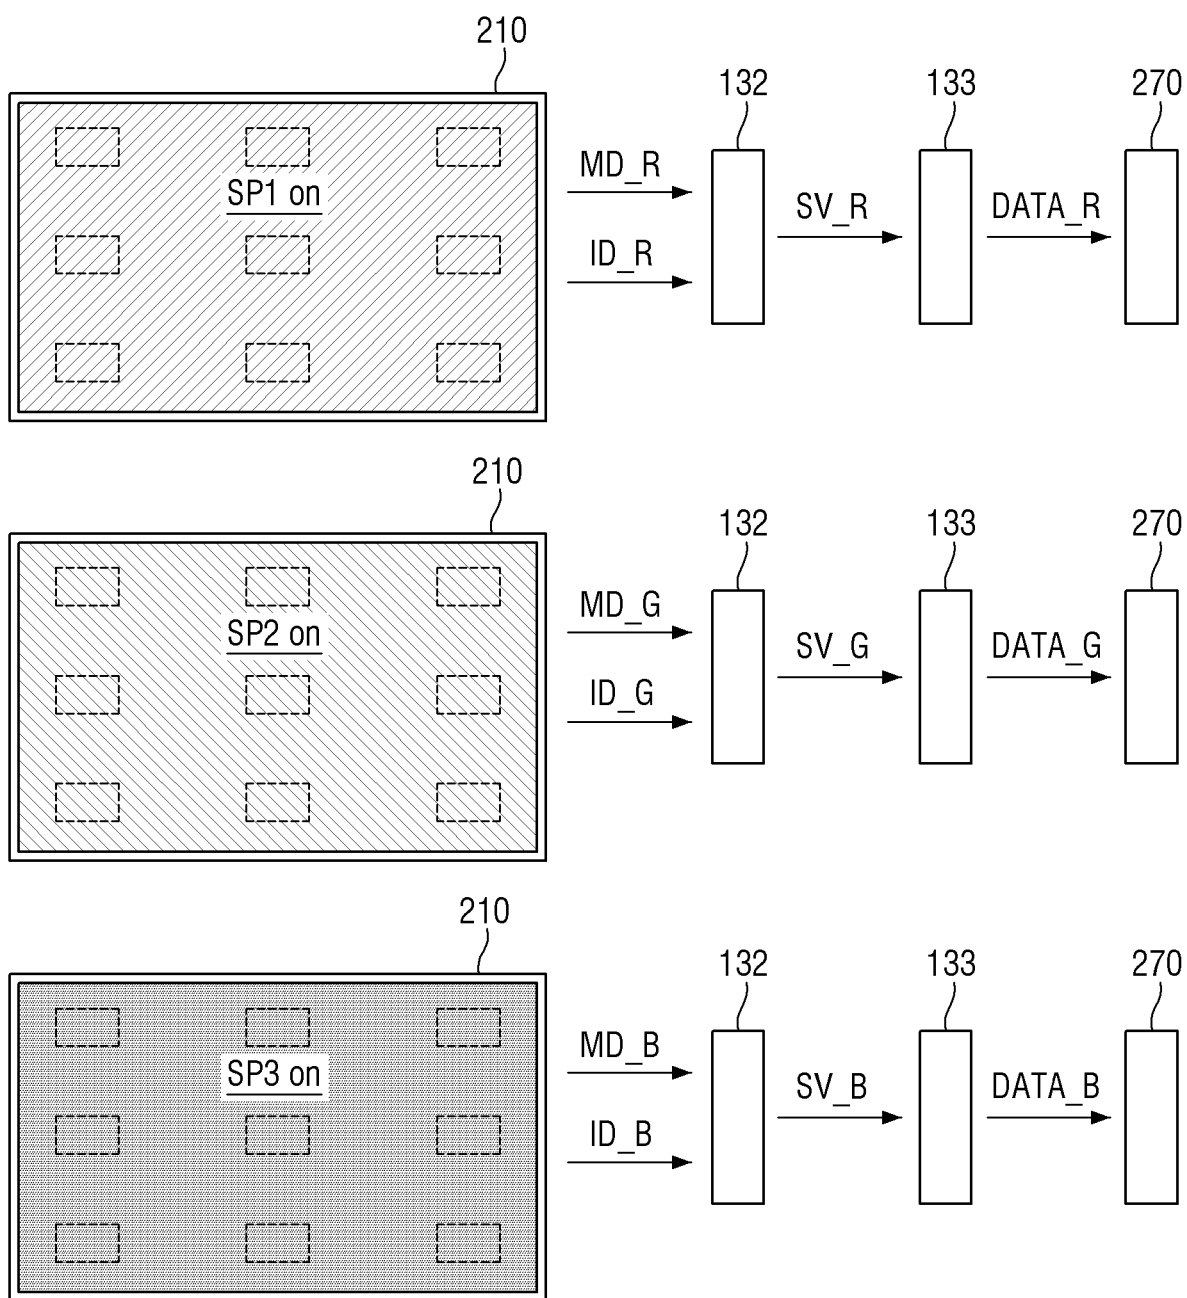 210
132
133
270
SP1 on
MD_R
ID_R
SV_R
DATA_R
210
132
133
270
SP2 on
MD_G
ID_G
SV_G
DATA_G
210
132
133
270
SP3 on
MD_B
ID_B
SV_B
DATA_B